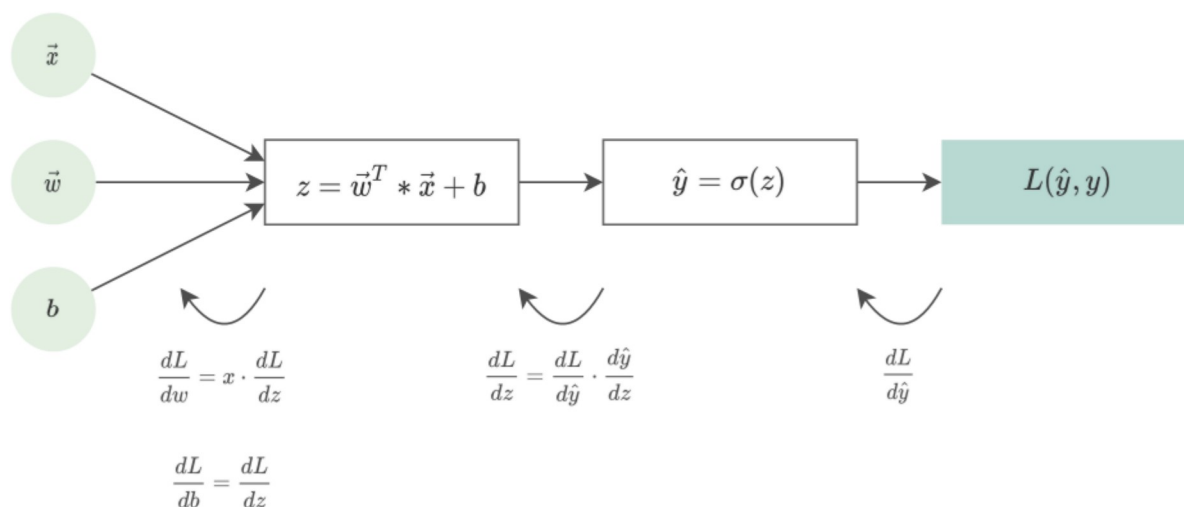 x⃗
w⃗
b
z = w⃗ᵀ * x⃗ + b
ŷ = σ(z)
L(ŷ, y)
dL/dw = x · dL/dz
dL/db = dL/dz
dL/dz = dL/dŷ · dŷ/dz
dL/dŷ